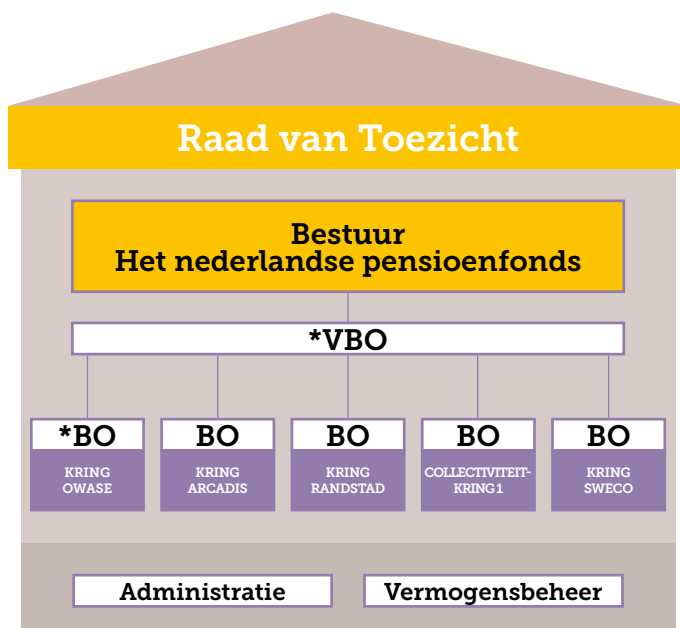 Raad van Toezicht
Bestuur
Het nederlandse pensioenfonds
*VBO
*BO
KRING
OWASE
BO
KRING
ARCADIS
BO
KRING
RANDSTAD
BO
COLLECTIVITEIT-
KRING 1
BO
KRING
SWECO
Administratie
Vermogensbeheer